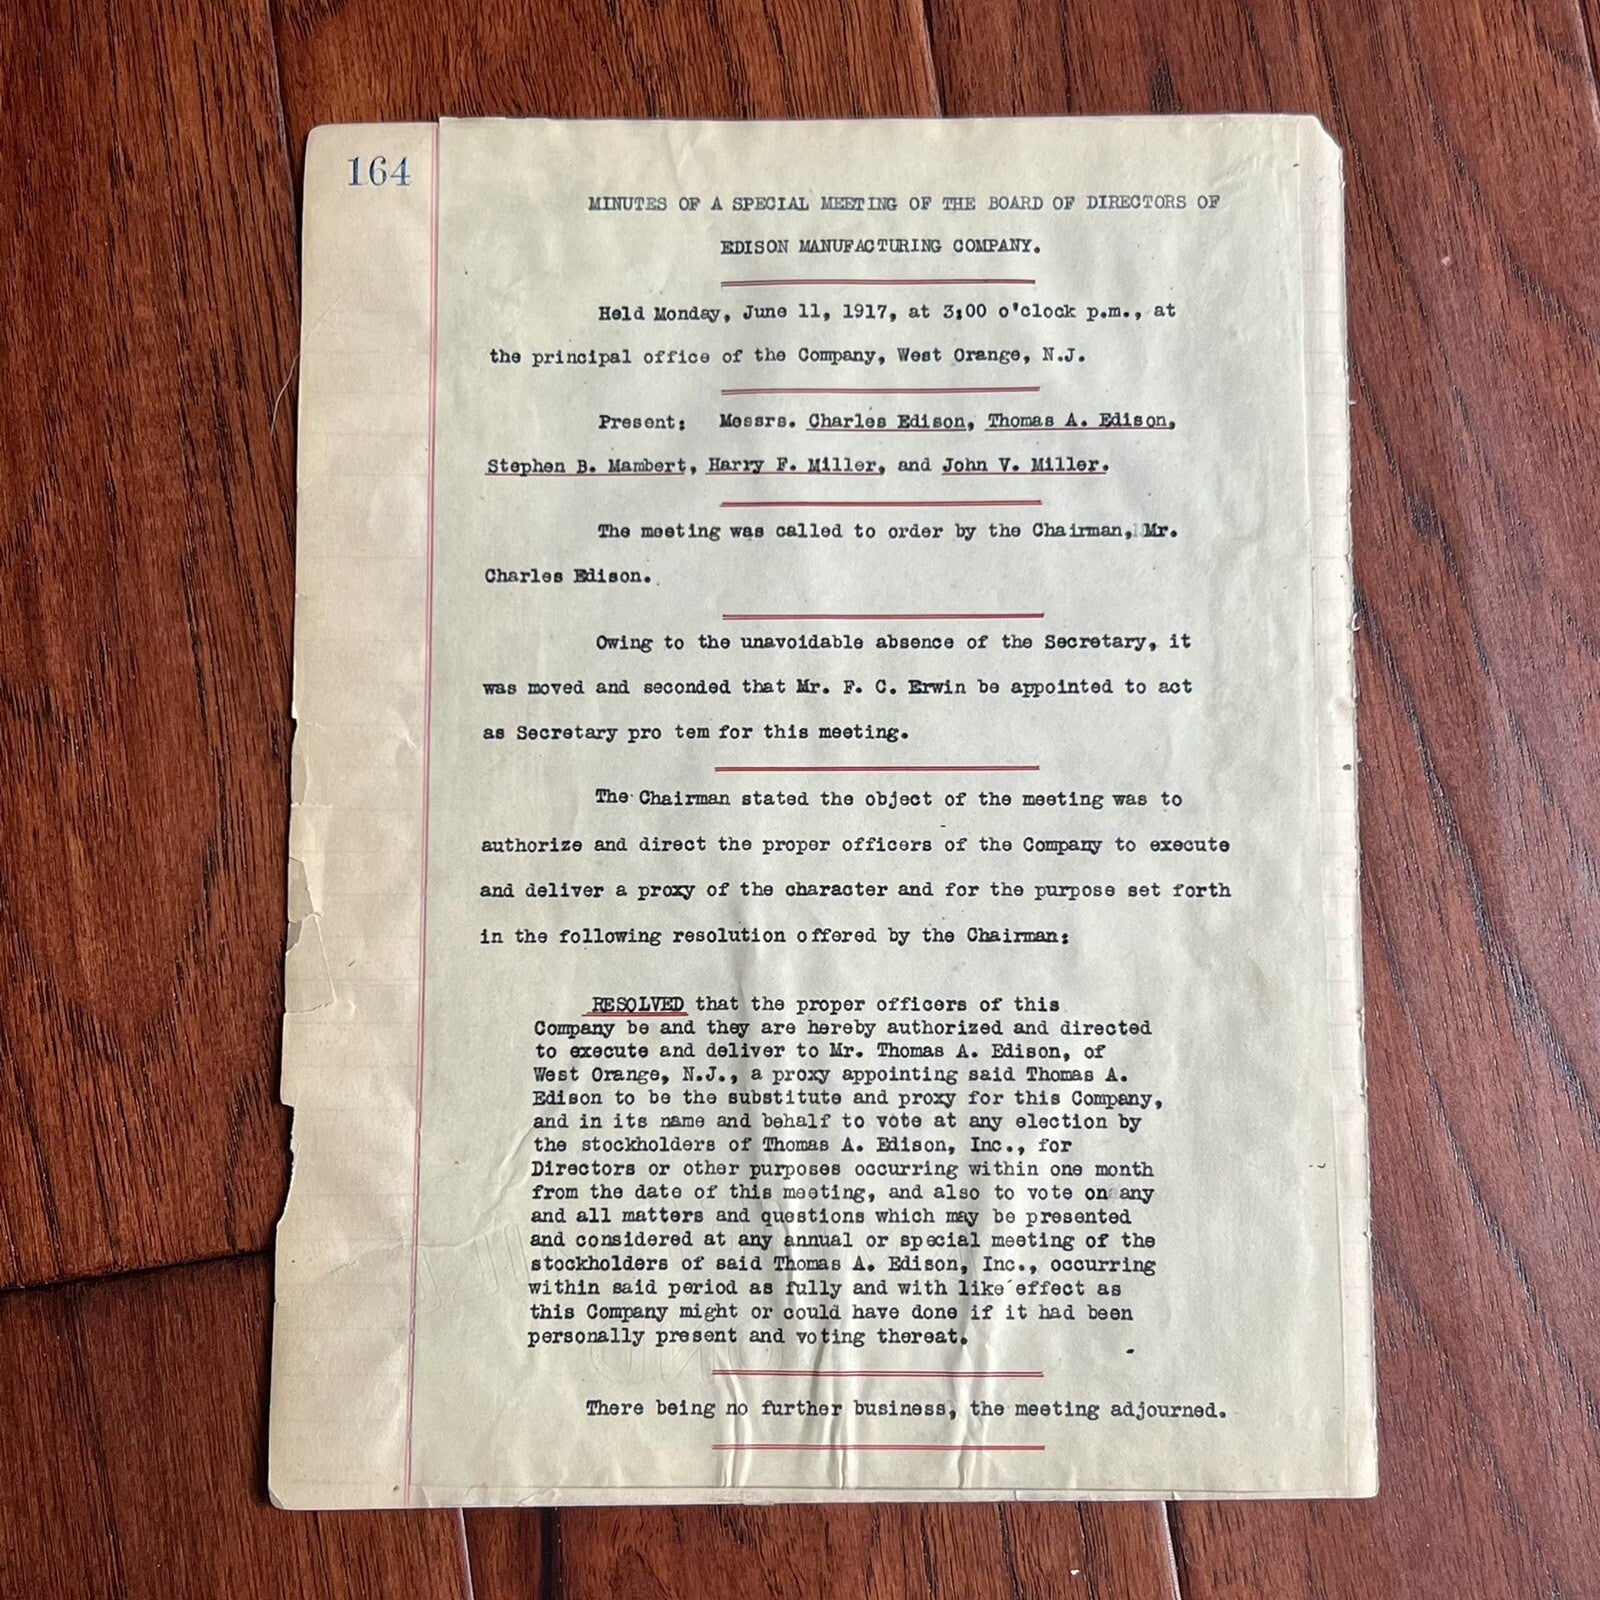 164
MINUTES OF A SPECIAL MEETING OF THE BOARD OF DIRECTORS OF
EDISON MANUFACTURING COMPANY.
Held Monday, June 11, 1917, at 3:00 o'clock p.m., at
the principal office of the Company, West Orange, N.J.
Present: Messrs. Charles Edison, Thomas A. Edison,
Stephen B. Mambert, Harry F. Miller, and John V. Miller.
The meeting was called to order by the Chairman, Mr.
Charles Edison.
Owing to the unavoidable absence of the Secretary, it
was moved and seconded that Mr. F. C. Erwin be appointed to act
as Secretary pro tem for this meeting.
The Chairman stated the object of the meeting was to
authorize and direct the proper officers of the Company to execute
and deliver a proxy of the character and for the purpose set forth
in the following resolution offered by the Chairman:
RESOLVED that the proper officers of this
Company be and they are hereby authorized and directed
to execute and deliver to Mr. Thomas A. Edison, of
West Orange, N.J., a proxy appointing said Thomas A.
Edison to be the substitute and proxy for this Company,
and in its name and behalf to vote at any election by
the stockholders of Thomas A. Edison, Inc., for
Directors or other purposes occurring within one month
from the date of this meeting, and also to vote on any
and all matters and questions which may be presented
and considered at any annual or special meeting of the
stockholders of said Thomas A. Edison, Inc., occurring
within said period as fully and with like effect as
this Company might or could have done if it had been
personally present and voting thereat.
There being no further business, the meeting adjourned.